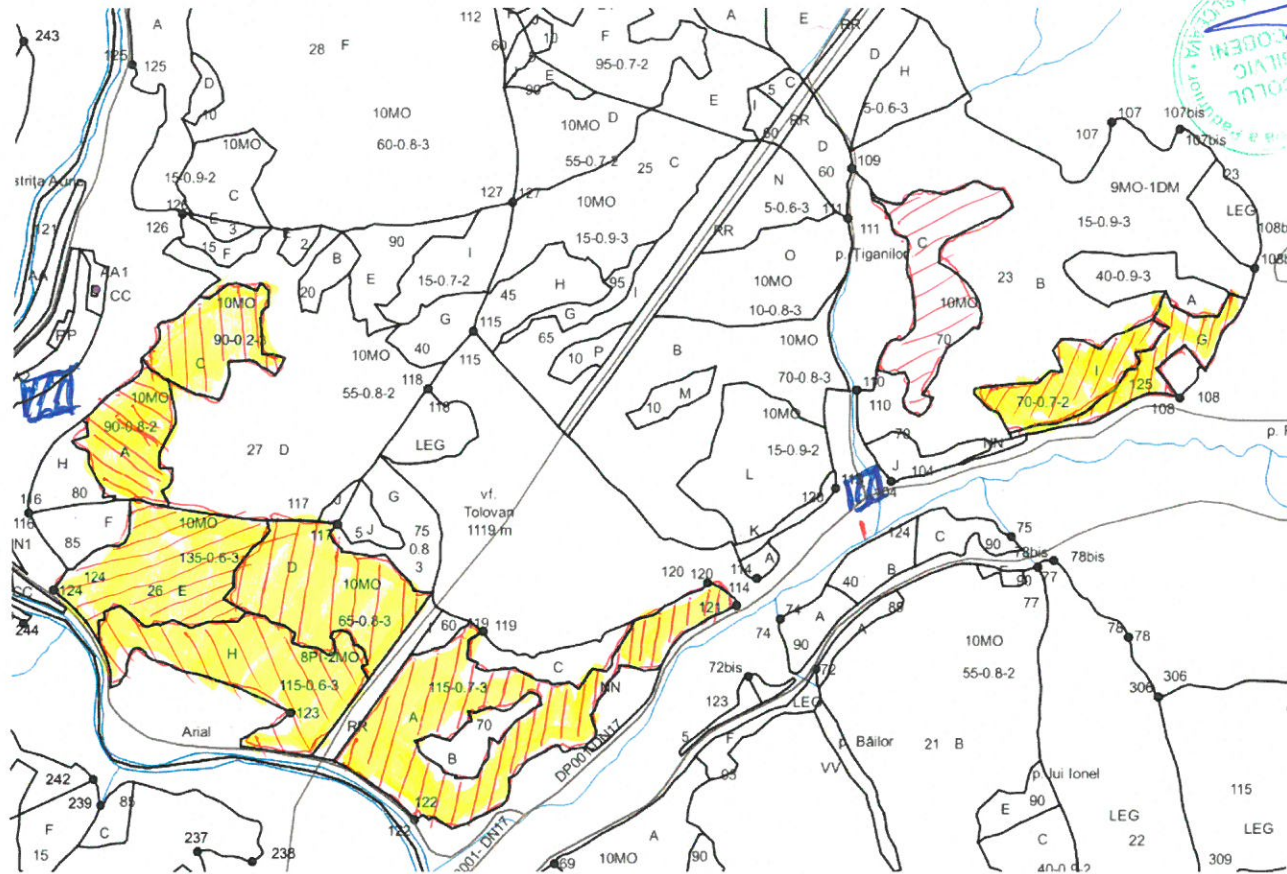 243
125
125
A
D
10
28 F
112
60
10
E
90
F
95-0.7-2
A
E
RR
D
H
5-0.6-3
C
5
I
80
RR
E
D
60
109
107
107
107bis
107bis
23
LEG
10MO
60-0.8-3
10MO D
55-0.7-2
25 C
10MO
15-0.9-2
C
127
127
10MO
15-0.9-3
N
5-0.6-3
111
111
9MO-1DM
15-0.9-3
121
AA
126
126
E
3
15
F
E
2
B
20
90
E
I
15-0.7-2
RR
O
10MO
10-0.8-3
p. Țiganilor
C
23 B
40-0.9-3
A
G
AA1
CC
RP
10MO
90-0.2-3
C
45
H
95
G
I
65
10 P
G
40
115
115
10MO
55-0.8-2
118
118
B
10 M
10MO
70-0.8-3
10MO
70
110
110
I
70-0.7-2
125
108
108
10MO
90-0.8-2
A
27 D
LEG
10MO
15-0.9-2
L
70
NN
J
104
H
80
116
116
F
85
10MO
135-0.6-3
117
117
J
5 J
G
75
0.8
3
vf.
Tolovan
1119 m
K
A
114
114
124
C
90
75
78bis
78bis
124
124
26 E
D
10MO
65-0.8-3
120
120
121
40
B
A
90
74
74
88
A
90
77
77
244
H
8PI-2MO
115-0.6-3
60
119
119
C
NN
115-0.7-3
A
70
B
72bis
123
72
LEG
10MO
55-0.8-2
78
78
306
306
123
Arial
RR
DP001-DN17
5
F
VV
p. Băilor
21 B
p. lui Ionel
E
90
C
40-0.9-2
LEG
22
115
LEG
309
242
239
85
C
F
15
237
238
122
122
001- DN17
69
10MO
A
90